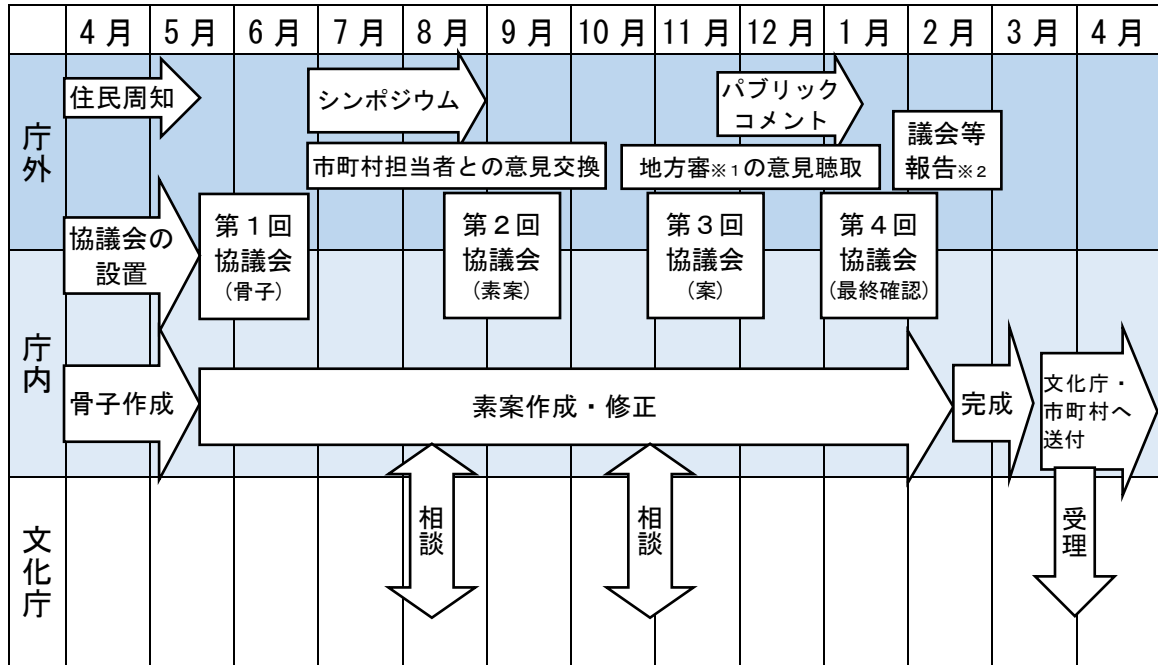 ４月 ５月 ６月 ７月 ８月 ９月 10月 11月 12月 １月 ２月 ３月 ４月
庁外
住民周知
シンポジウム
パブリック
コメント
議会等
報告※2
市町村担当者との意見交換
地方審※1の意見聴取
協議会の
設置
第１回
協議会
（骨子）
第２回
協議会
（素案）
第３回
協議会
（案）
第４回
協議会
（最終確認）
庁内
骨子作成
素案作成・修正
完成
文化庁・
市町村へ
送付
文化庁
相談
相談
受理